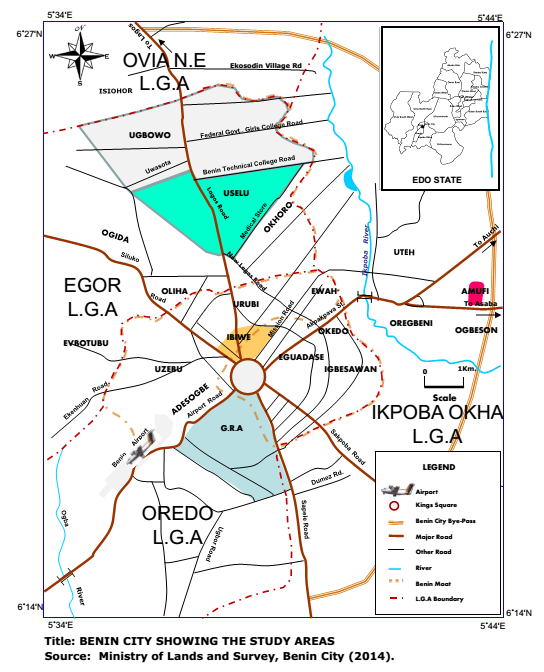 5°34'E
5°44'E
6°27'N
6°27'N
N
W
E
S
To Lagos
OVIA N.E
L.G.A
Ekosodin Village Rd
ISIOHOR
UGBOWO
Federal Govt. Girls College Road
Uwasota
Benin Technical College Road
USELU
Lagos Road
Medical Store
OKHORO
EDO STATE
OGIDA
Siluko
Road
New Lagos Road
Ekpoba River
UTEH
To Auchi
EGOR
L.G.A
OLIHA
URUBI
EWAH
Mission Road
Akpakpava St.
AMUFI
To Asaba
OKEDO
OREGBENI
OGBESON
IBIWE
EVBOTUBU
UZEBU
EGUADASE
IGBESAWAN
0
1Km.
Scale
Ekenhuan Road
ADESOGBE
Airport Road
IKPOBA OKHA
L.G.A
G.R.A
Benin Airport
Sakpoba Road
Dumez Rd.
Sapele Road
OREDO
L.G.A
Ugbor Road
Ogba
River
LEGEND
Airport
Kings Square
Benin City Bye-Pass
Major Road
Other Road
River
Benin Moat
L.G.A Boundary
6°14'N
6°14'N
5°34'E
5°44'E
Title: BENIN CITY SHOWING THE STUDY AREAS
Source: Ministry of Lands and Survey, Benin City (2014).